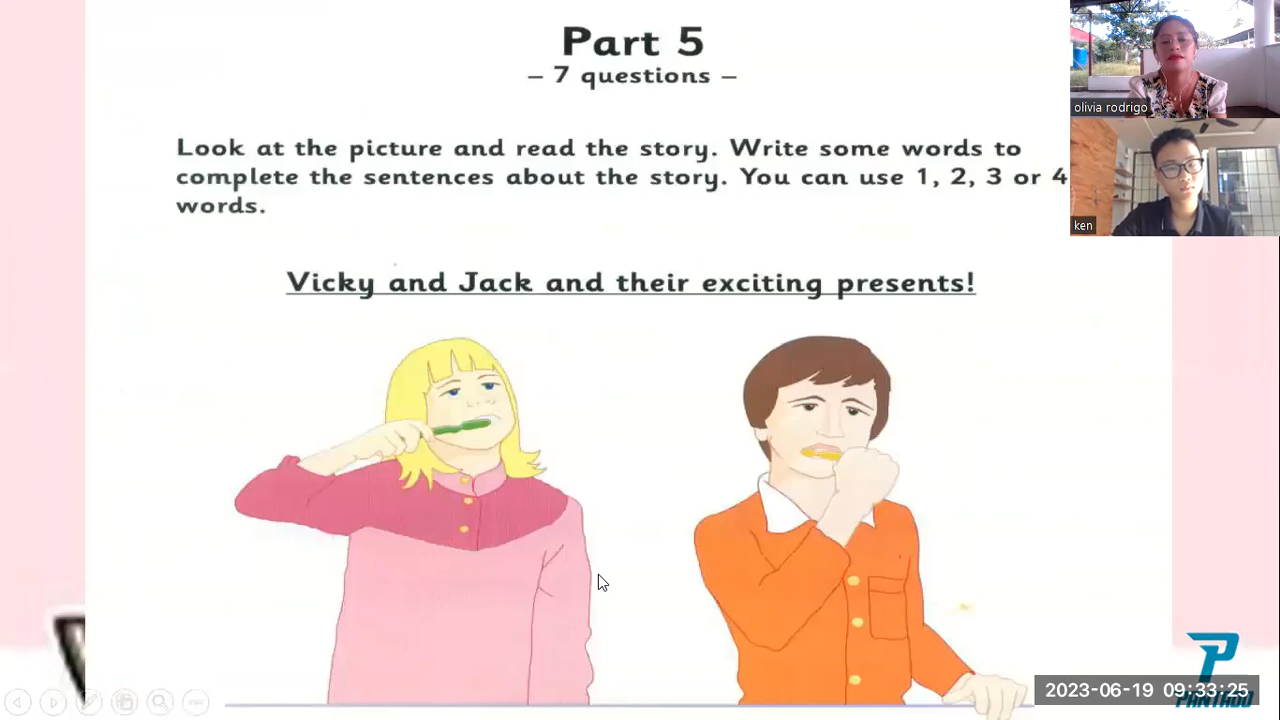 Part 5
– 7 questions –
Look at the picture and read the story. Write some words to
complete the sentences about the story. You can use 1, 2, 3 or 4
words.
Vicky and Jack and their exciting presents!
olivia rodrigo
ken
2023-06-19 09:33:25
PANTADO